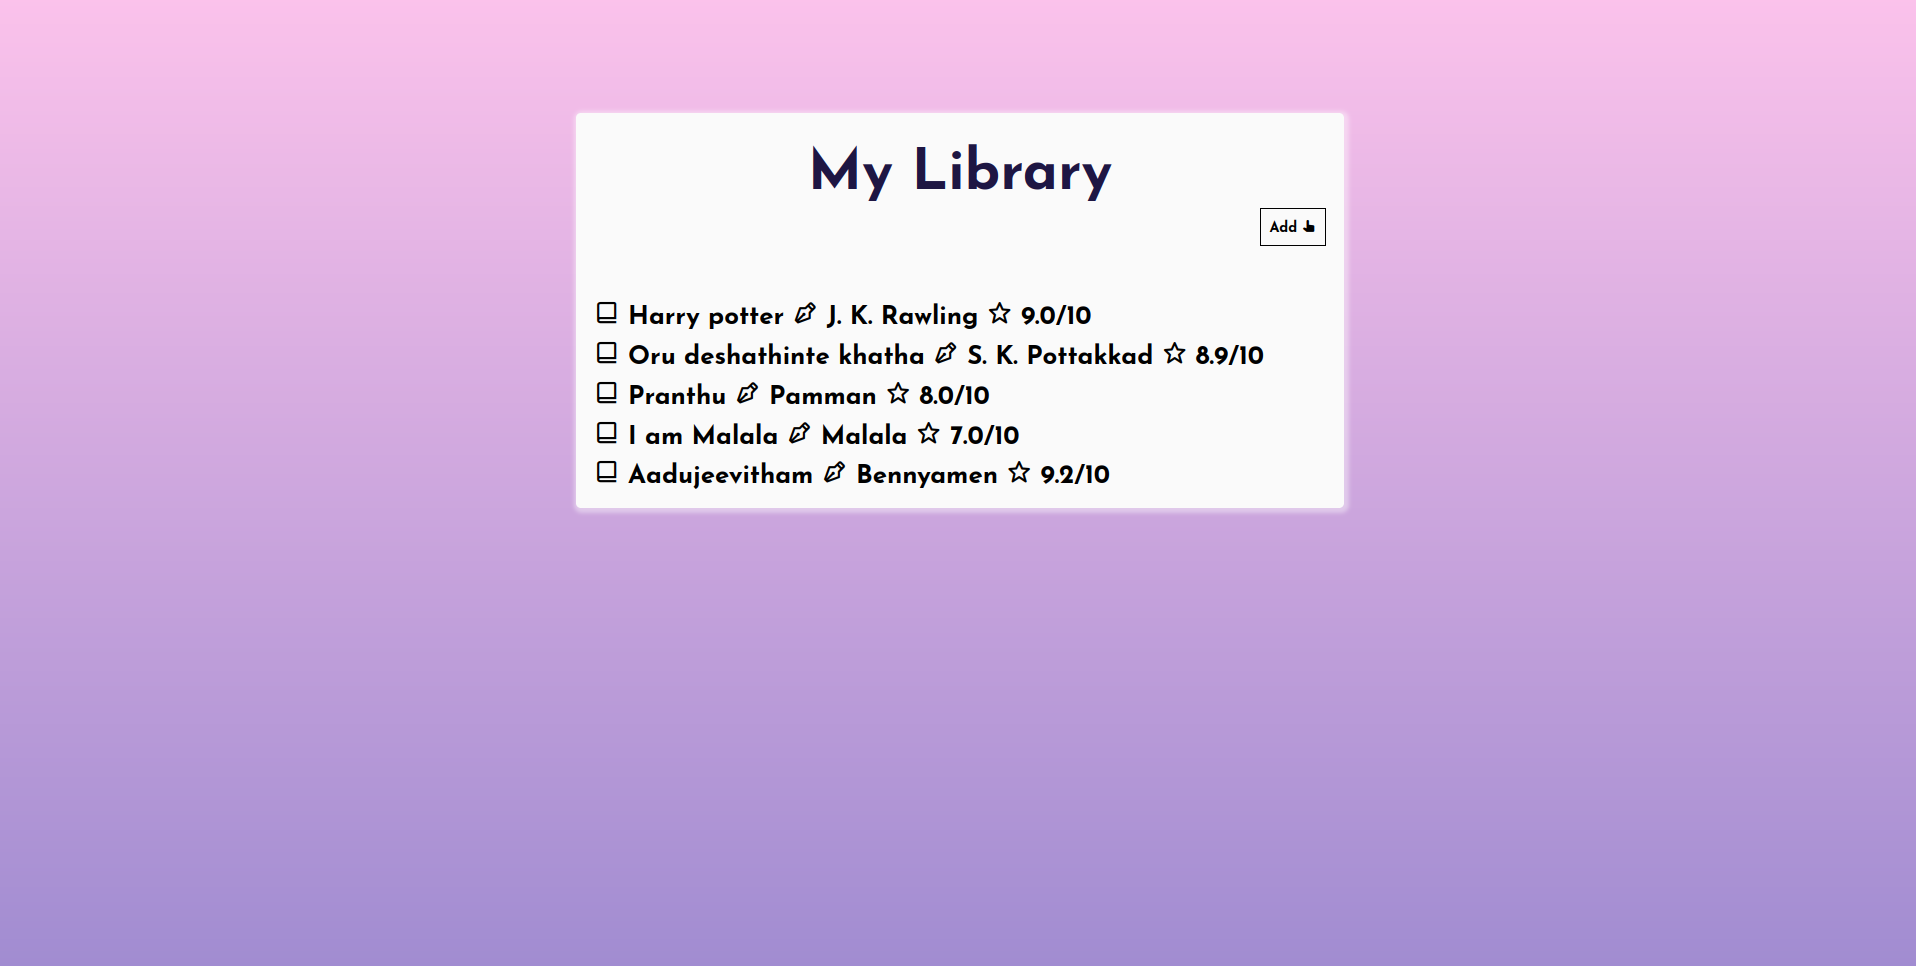 My Library
Add
Harry potter J. K. Rawling 9.0/10
Oru deshathinte khatha S. K. Pottakkad 8.9/10
Pranthu Pamman 8.0/10
I am Malala Malala 7.0/10
Aadujeevitham Bennyamen 9.2/10